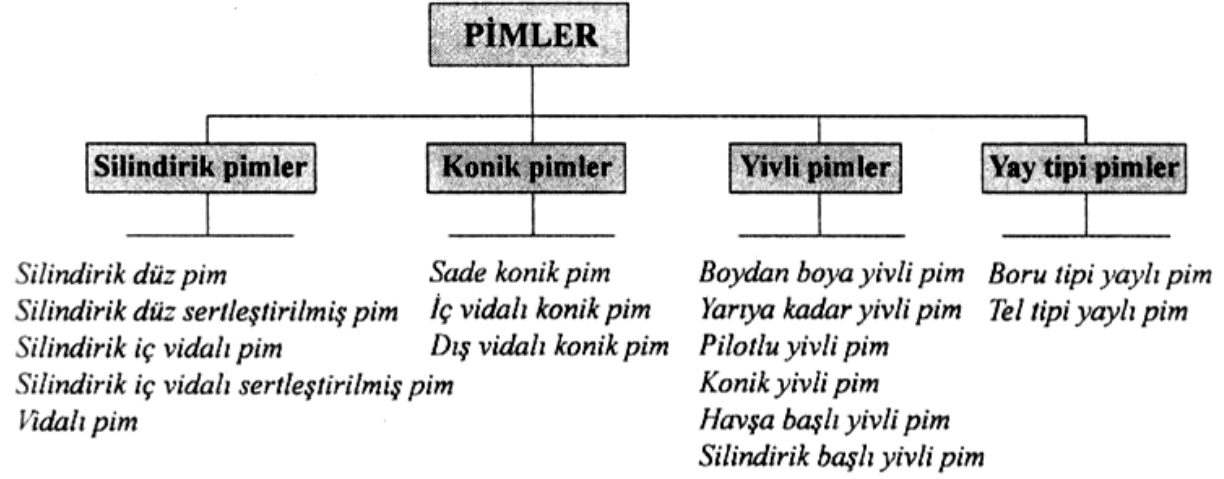 PİMLER
Silindirik pimler
Silindirik düz pim
Silindirik düz sertleştirilmiş pim
Silindirik iç vidalı pim
Silindirik iç vidalı sertleştirilmiş pim
Vidalı pim
Konik pimler
Sade konik pim
İç vidalı konik pim
Dış vidalı konik pim
Yivli pimler
Boydan boya yivli pim
Yarıya kadar yivli pim
Pilotlu yivli pim
Konik yivli pim
Havşa başlı yivli pim
Silindirik başlı yivli pim
Yay tipi pimler
Boru tipi yaylı pim
Tel tipi yaylı pim